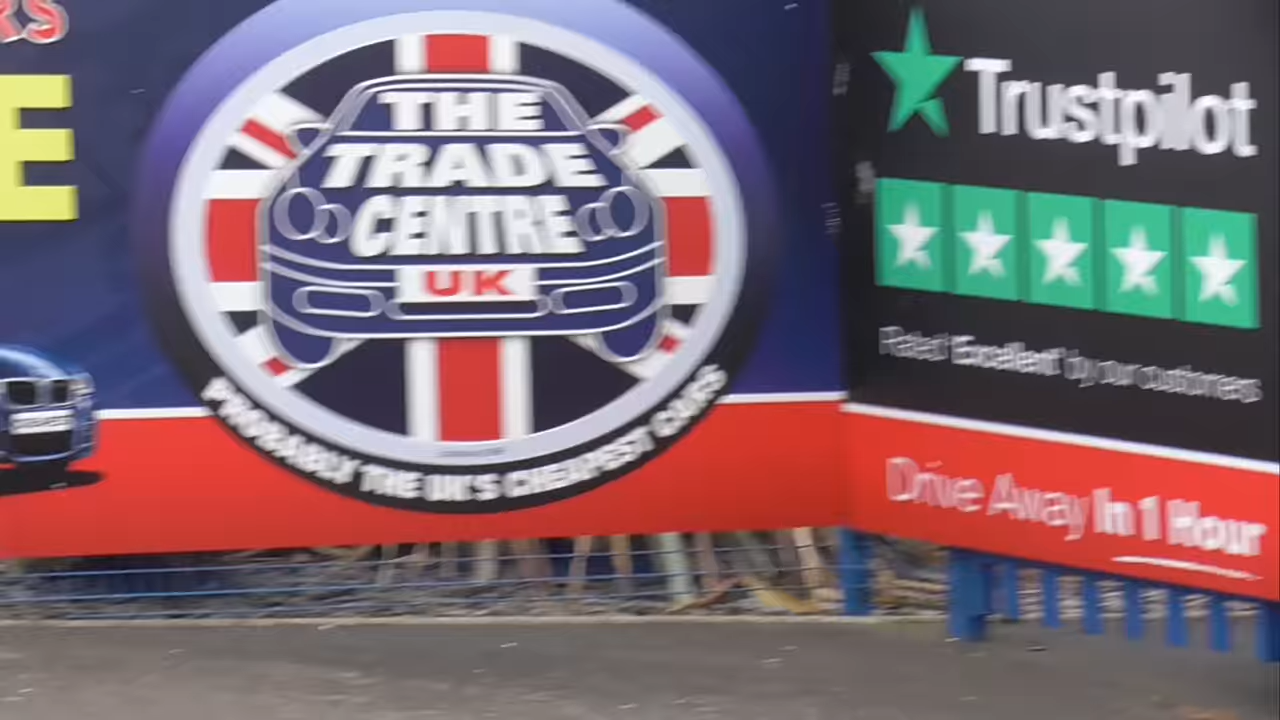 RS
E
THE
TRADE
CENTRE
UK
PROBABLY THE UK'S CHEAPEST CARS
Trustpilot
Rated 'Excellent' by our customers
Drive Away In 1 Hour